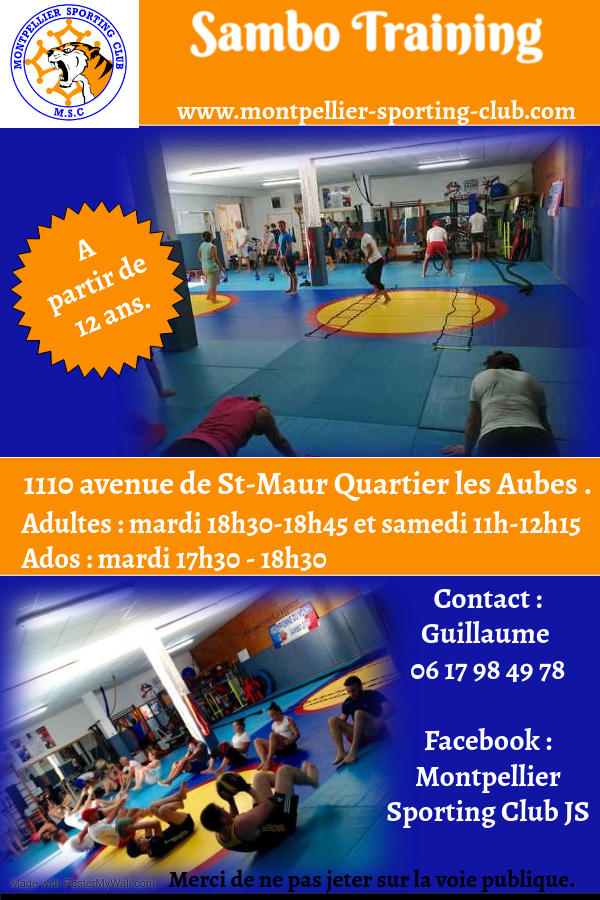 MONTPELLIER SPORTING CLUB
M.S.C
Sambo Training
www.montpellier-sporting-club.com
A
partir de
12 ans.
1110 avenue de St-Maur Quartier les Aubes .
Adultes : mardi 18h30-18h45 et samedi 11h-12h15
Ados : mardi 17h30 - 18h30
Contact :
Guillaume
06 17 98 49 78
Facebook :
Montpellier
Sporting Club JS
Made with PosterMyWall.com
Merci de ne pas jeter sur la voie publique.